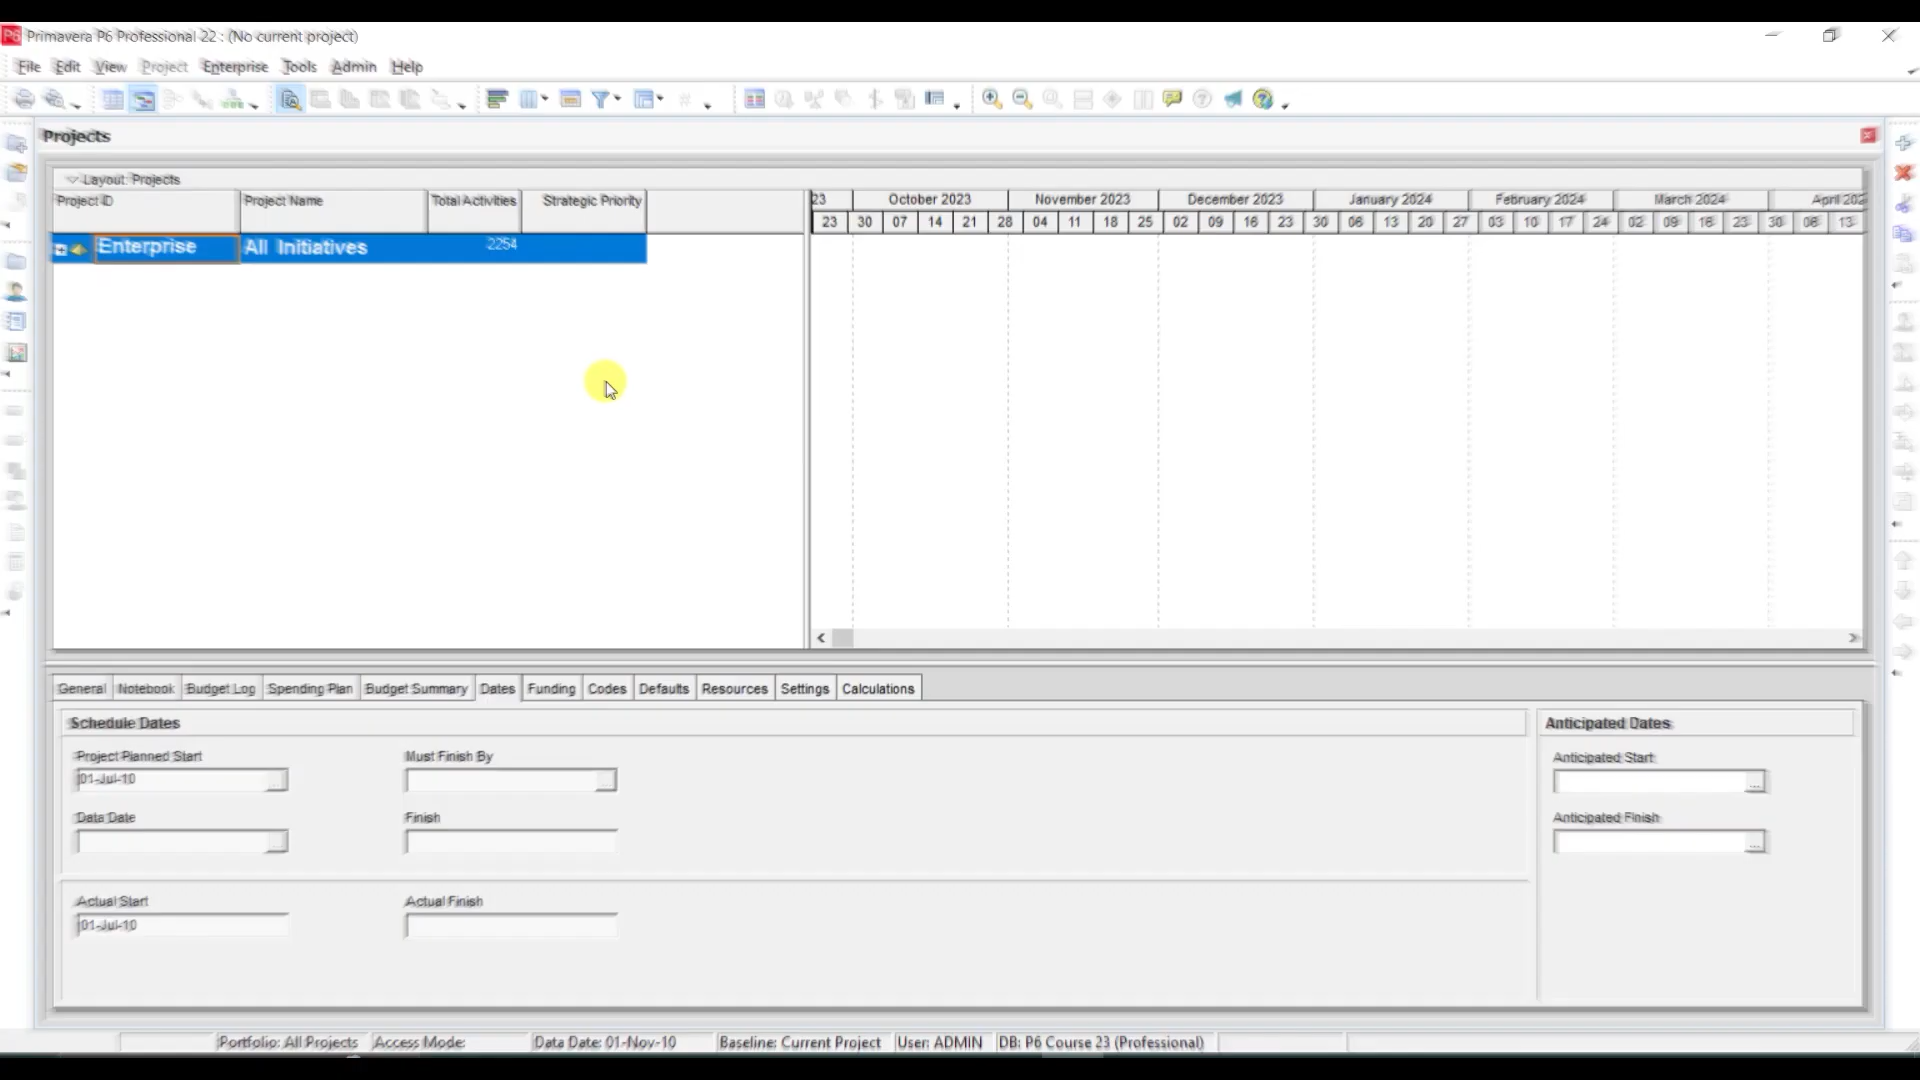 P6 Primavera P6 Professional 22 : (No current project)
File Edit View Project Enterprise Tools Admin Help
Projects
Layout: Projects
Project ID Project Name Total Activities Strategic Priority
23 October 2023 November 2023 December 2023 January 2024 February 2024 March 2024 April 202
23 30 07 14 21 28 04 11 18 25 02 09 16 23 30 06 13 20 27 03 10 17 24 02 09 16 23 30 06 13
Enterprise All Initiatives 2254
General Notebook Budget Log Spending Plan Budget Summary Dates Funding Codes Defaults Resources Settings Calculations
Schedule Dates Anticipated Dates
Project Planned Start Must Finish By Anticipated Start
01-Jul-10
...
Data Date Finish Anticipated Finish
...
Actual Start Actual Finish
01-Jul-10
Portfolio: All Projects Access Mode: Data Date: 01-Nov-10 Baseline: Current Project User: ADMIN DB: P6 Course 23 (Professional)